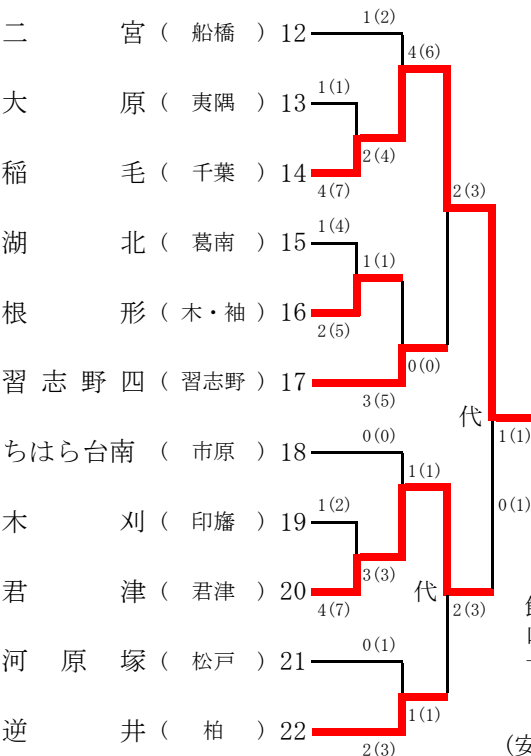 1(2)
二宮 ( 船橋 ) 12
4(6)
1(1)
大原 ( 夷隅 ) 13
2(4)
稲毛 ( 千葉 ) 14
4(7)
2(3)
1(4)
湖北 ( 葛南 ) 15
1(1)
根形 ( 木・袖 ) 16
2(5)
0(0)
習志野四 ( 習志野 ) 17
3(5)
代
1(1)
0(0)
ちはら台南 ( 市原 ) 18
1(1)
1(2)
0(1)
木刈 ( 印旛 ) 19
3(3)
君津 ( 君津 ) 20
代
4(7)
2(3)
0(1)
河原塚 ( 松戸 ) 21
1(1)
逆井 ( 柏 ) 22
2(3)
(安